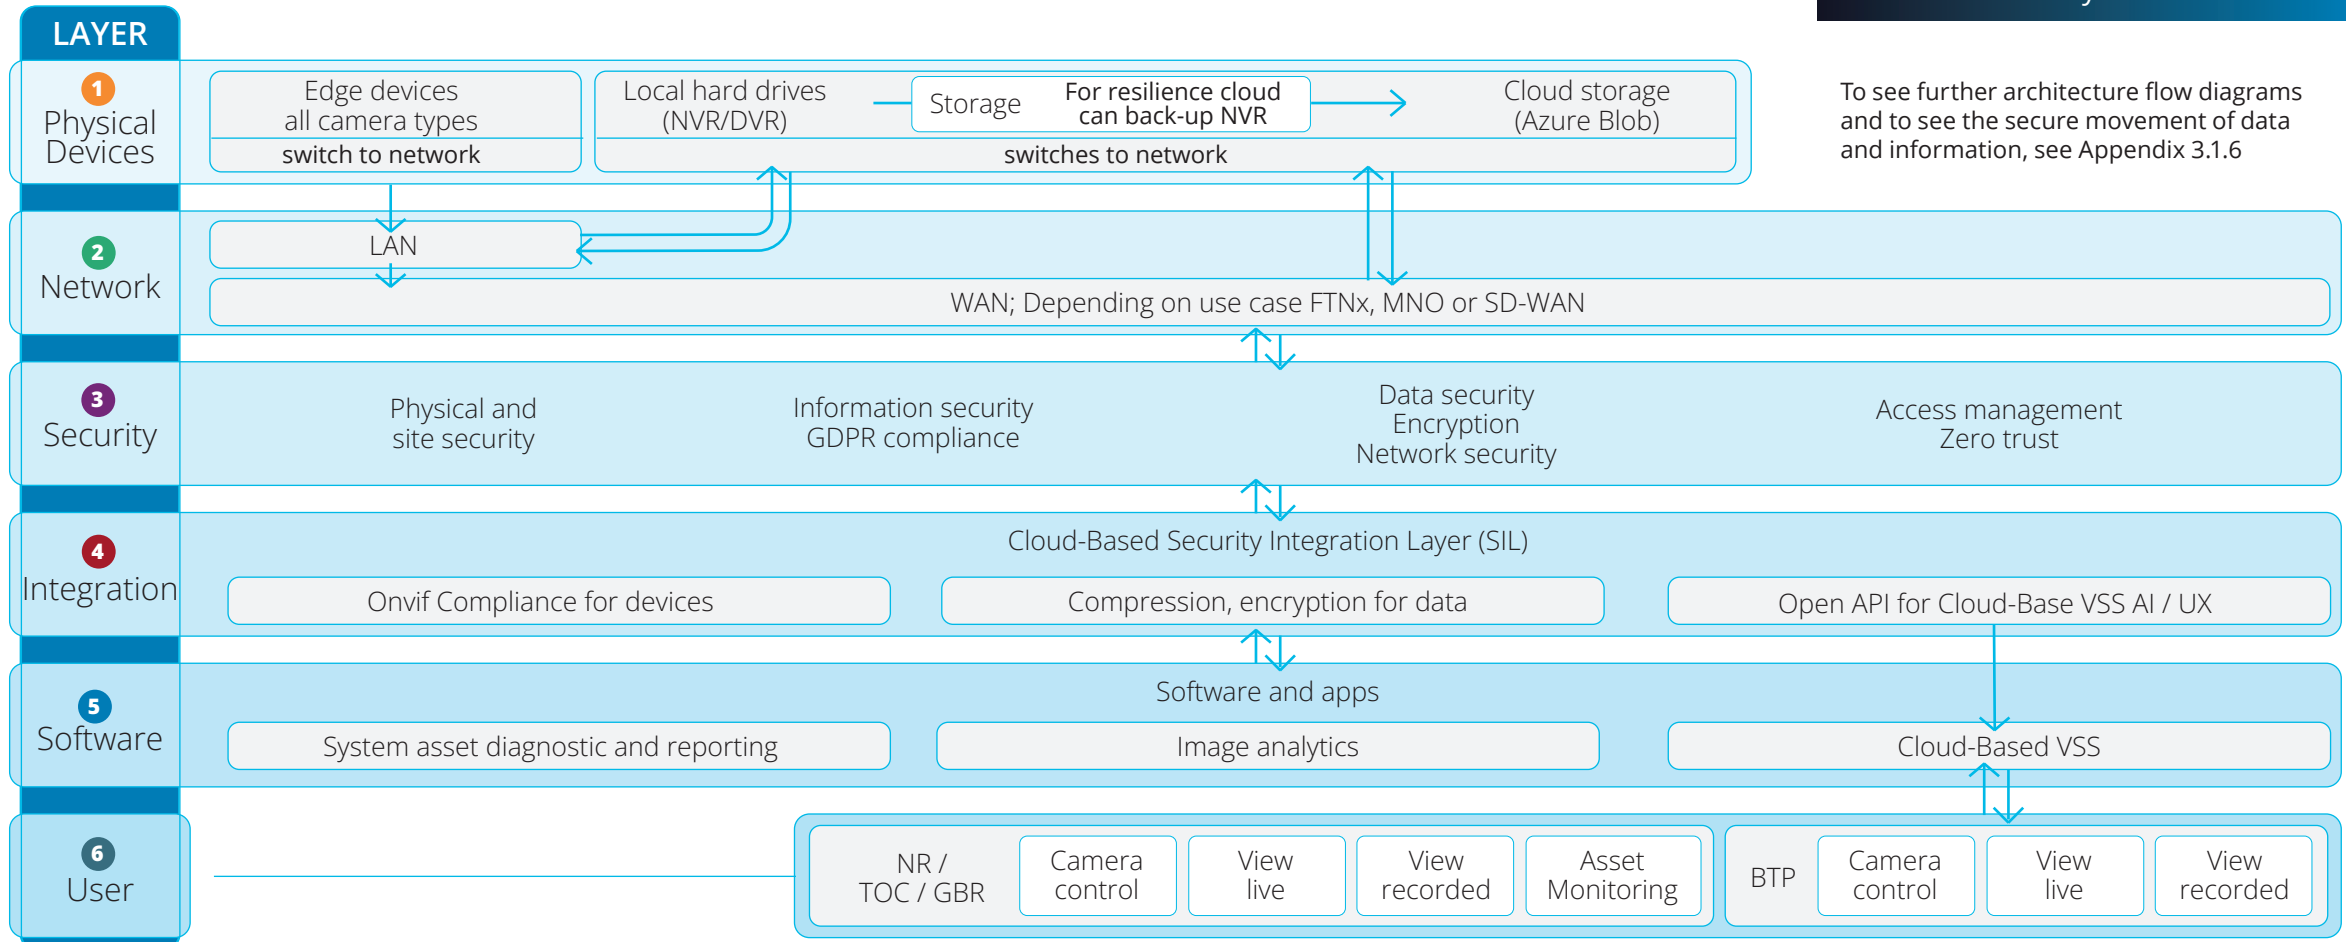 LAYER
1
Physical
Devices
Edge devices
all camera types
switch to network
Local hard drives
(NVR/DVR)
Storage
For resilience cloud
can back-up NVR
Cloud storage
(Azure Blob)
switches to network
To see further architecture flow diagrams
and to see the secure movement of data
and information, see Appendix 3.1.6
2
Network
LAN
WAN; Depending on use case FTNx, MNO or SD-WAN
3
Security
Physical and
site security
Information security
GDPR compliance
Data security
Encryption
Network security
Access management
Zero trust
4
Integration
Cloud-Based Security Integration Layer (SIL)
Onvif Compliance for devices
Compression, encryption for data
Open API for Cloud-Base VSS AI / UX
5
Software
Software and apps
System asset diagnostic and reporting
Image analytics
Cloud-Based VSS
6
User
NR /
TOC / GBR
Camera
control
View
live
View
recorded
Asset
Monitoring
BTP
Camera
control
View
live
View
recorded